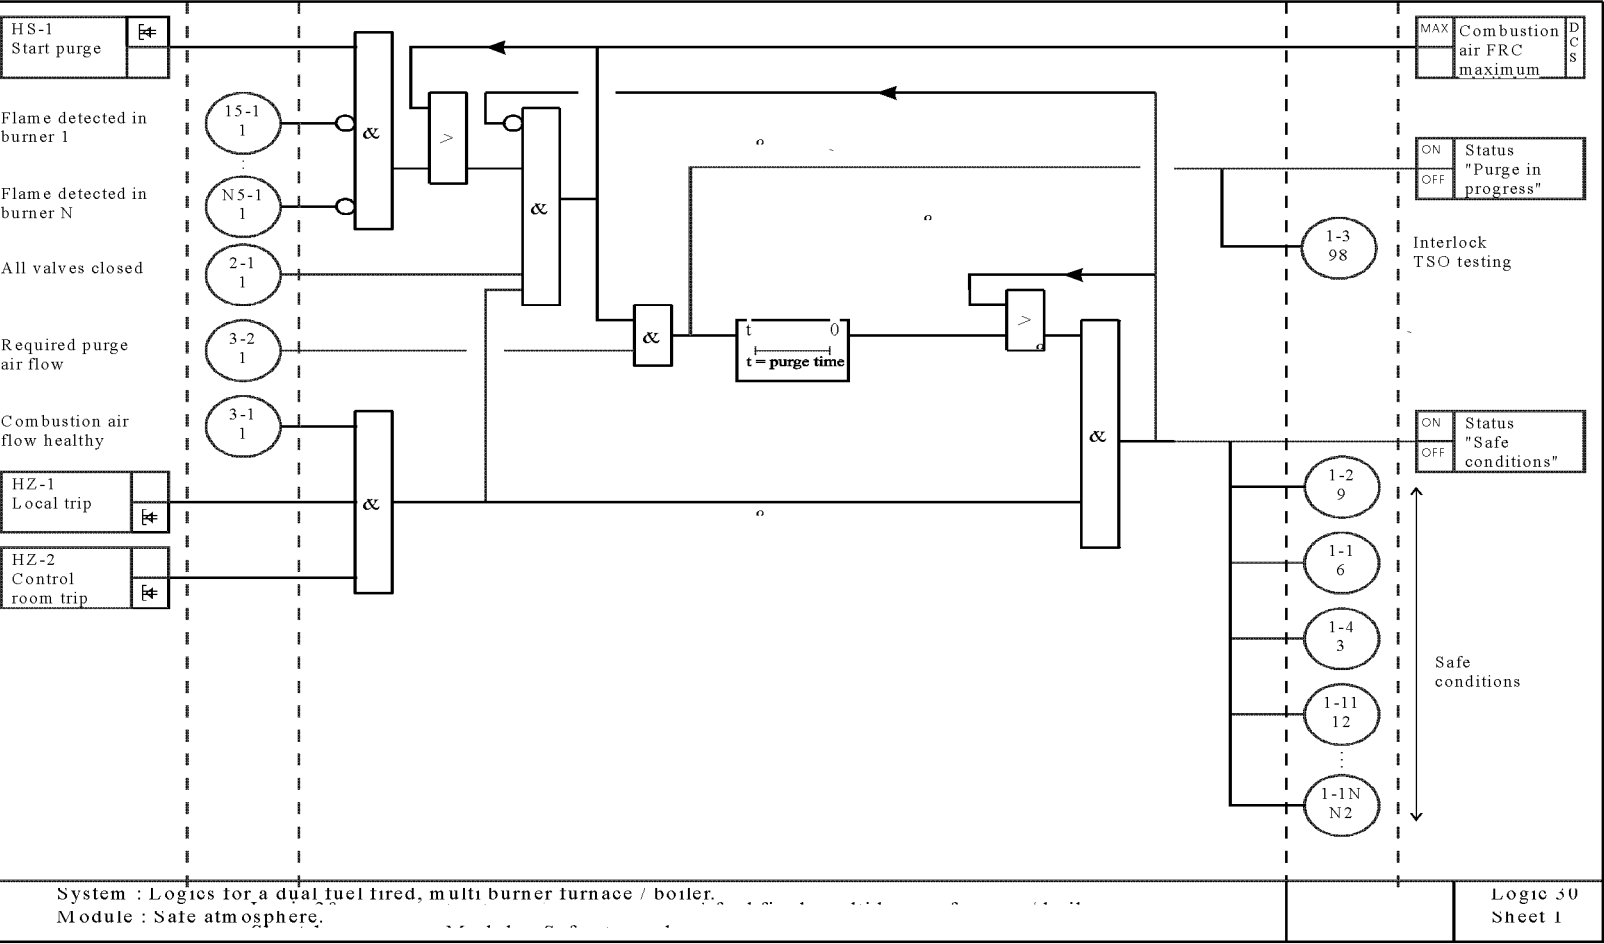 HS-1
Start purge
MAX
Combustion
air FRC
maximum
D
C
S
Flame detected in
burner 1
15-1
1
&
>
Flame detected in
burner N
N5-1
1
&
ON
OFF
Status
"Purge in
progress"
All valves closed
2-1
1
1-3
98
Interlock
TSO testing
Required purge
air flow
3-2
1
&
t
0
t = purge time
>
Combustion air
flow healthy
3-1
1
&
ON
OFF
Status
"Safe
conditions"
HZ-1
Local trip
&
1-2
9
HZ-2
Control
room trip
1-1
6
1-4
3
Safe
conditions
1-11
12
1-1N
N2
System : Logics for a dual fuel fired, multi burner furnace / boiler.
Module : Safe atmosphere.
Logic 30
Sheet 1